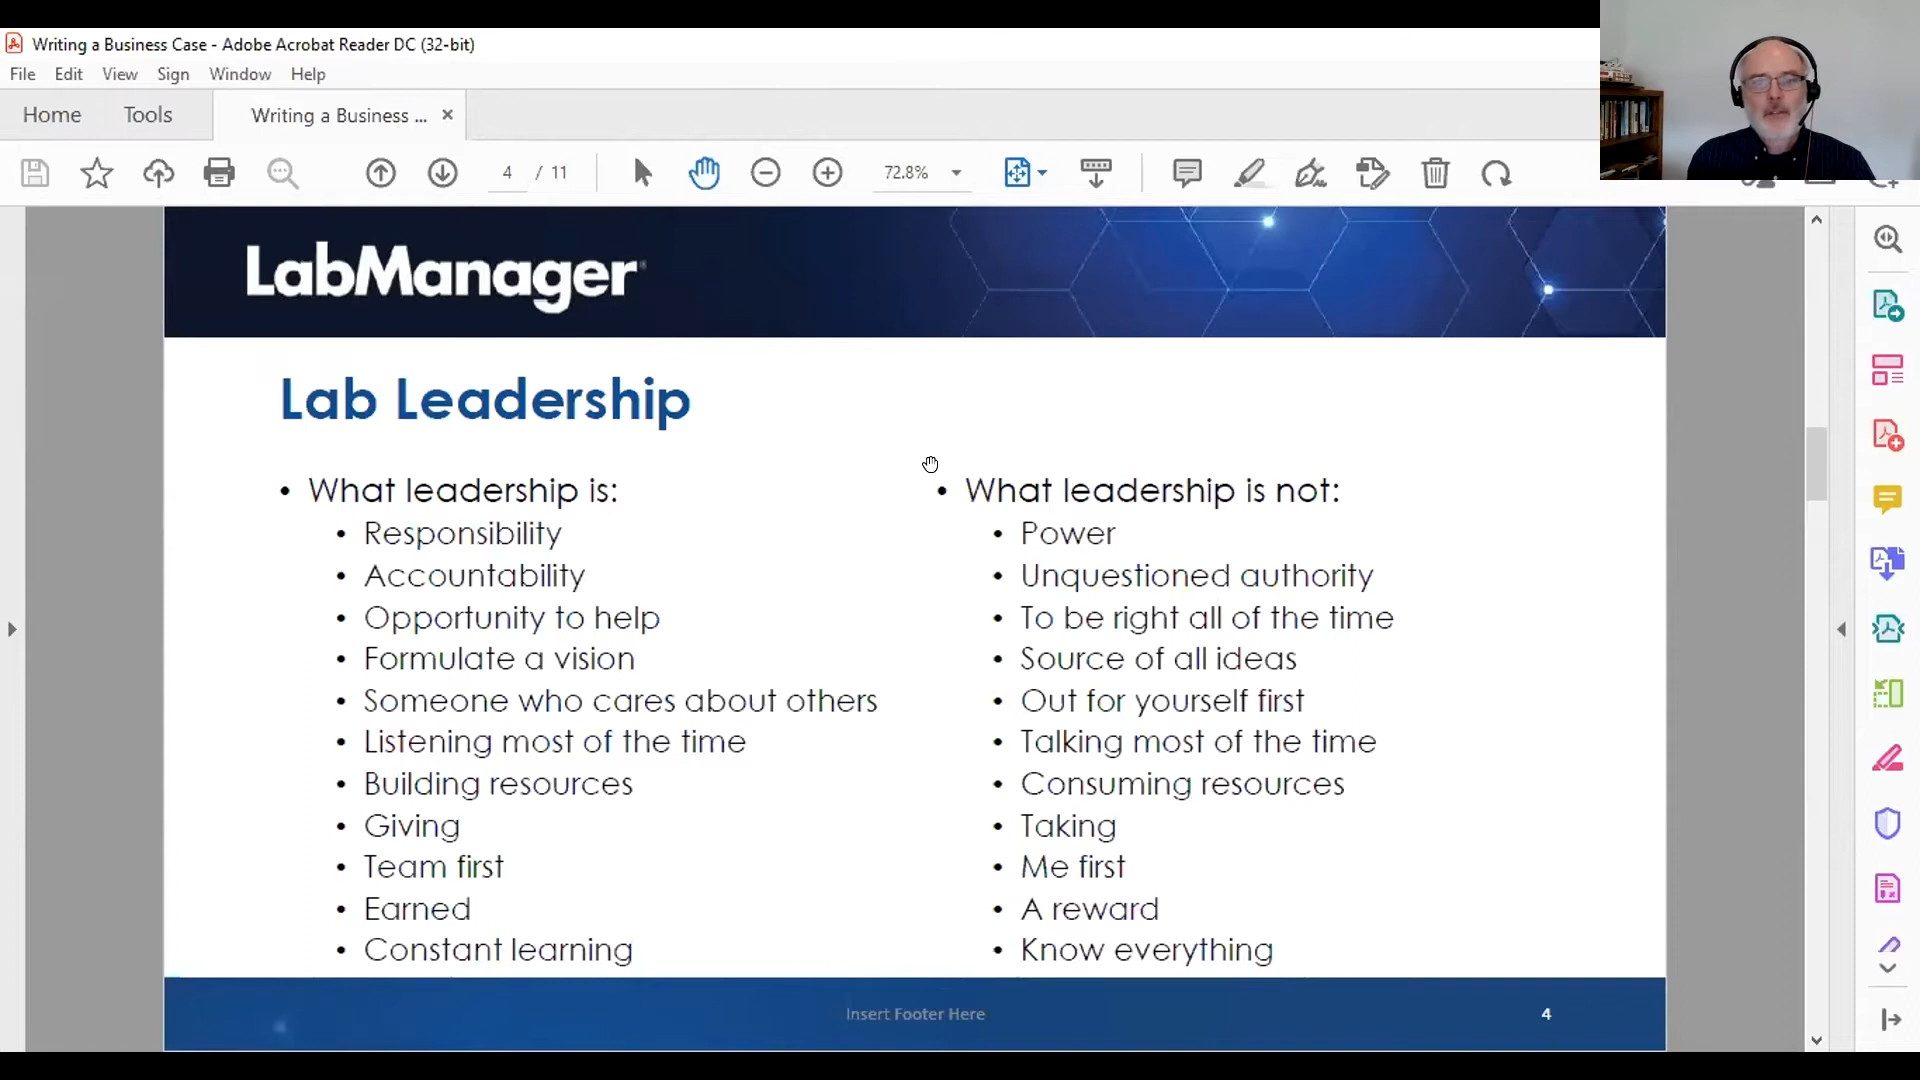 Writing a Business Case - Adobe Acrobat Reader DC (32-bit)
File Edit View Sign Window Help
Home Tools Writing a Business ... ×
4 / 11 72.8%
LabManager
Lab Leadership
• What leadership is:
• Responsibility
• Accountability
• Opportunity to help
• Formulate a vision
• Someone who cares about others
• Listening most of the time
• Building resources
• Giving
• Team first
• Earned
• Constant learning
• What leadership is not:
• Power
• Unquestioned authority
• To be right all of the time
• Source of all ideas
• Out for yourself first
• Talking most of the time
• Consuming resources
• Taking
• Me first
• A reward
• Know everything
Insert Footer Here
4